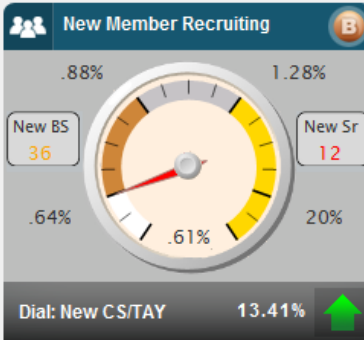 New Member Recruiting B
.88% 1.28%
New BS New Sr
36 12
.64% 20%
.61%
Dial: New CS/TAY 13.41%